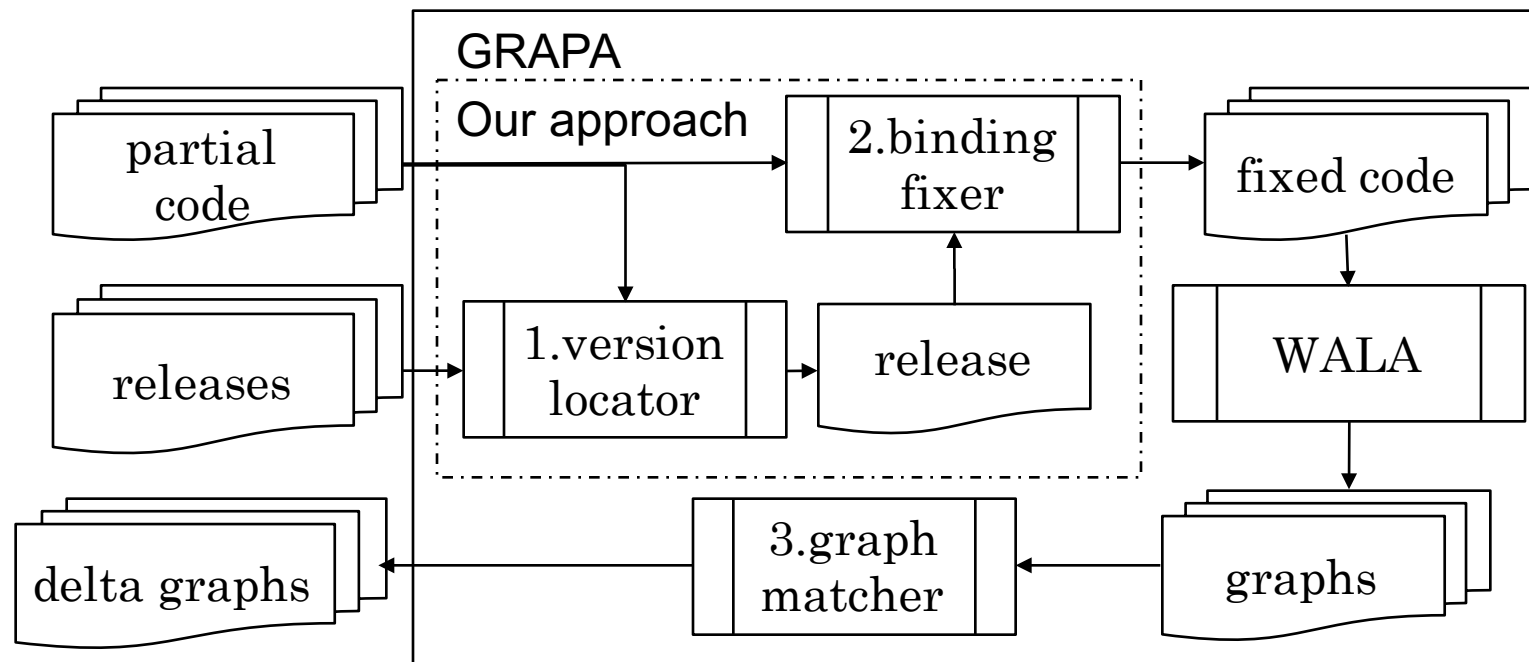 GRAPA
Our approach
partial
code
2.binding
fixer
fixed code
releases
1.version
locator
release
WALA
delta graphs
3.graph
matcher
graphs